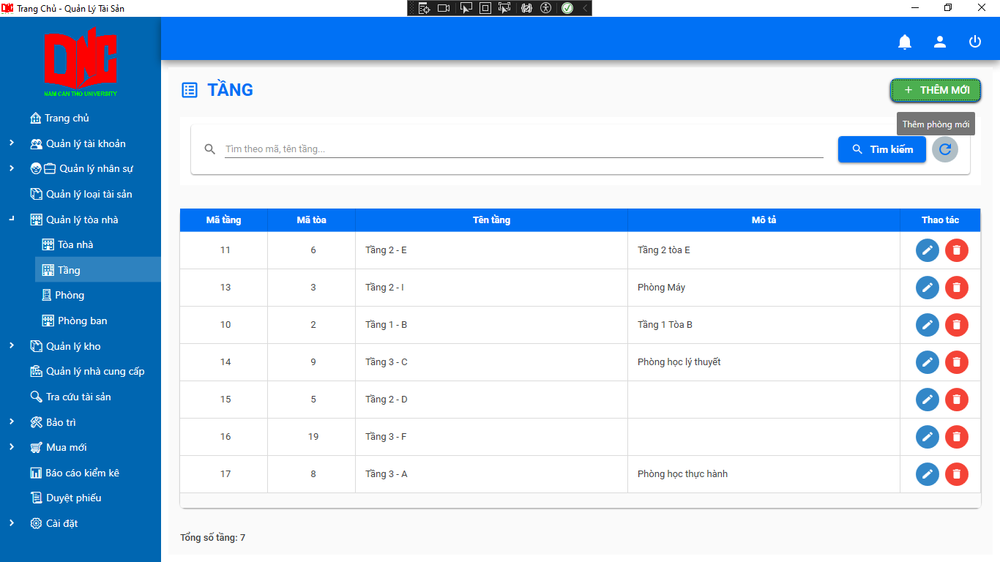 Trang Chủ - Quản Lý Tài Sản
DNC
NAM CAN THO UNIVERSITY
Trang chủ
Quản lý tài khoản
Quản lý nhân sự
Quản lý loại tài sản
Quản lý tòa nhà
Tòa nhà
Tầng
Phòng
Phòng ban
Quản lý kho
Quản lý nhà cung cấp
Tra cứu tài sản
Bảo trì
Mua mới
Báo cáo kiểm kê
Duyệt phiếu
Cài đặt
TẦNG
+ THÊM MỚI
Thêm phòng mới
Tìm theo mã, tên tầng...
Tìm kiếm
Mã tầng Mã tòa Tên tầng Mô tả Thao tác
11 6 Tầng 2 - E Tầng 2 tòa E
13 3 Tầng 2 - I Phòng Máy
10 2 Tầng 1 - B Tầng 1 Tòa B
14 9 Tầng 3 - C Phòng học lý thuyết
15 5 Tầng 2 - D
16 19 Tầng 3 - F
17 8 Tầng 3 - A Phòng học thực hành
Tổng số tầng: 7